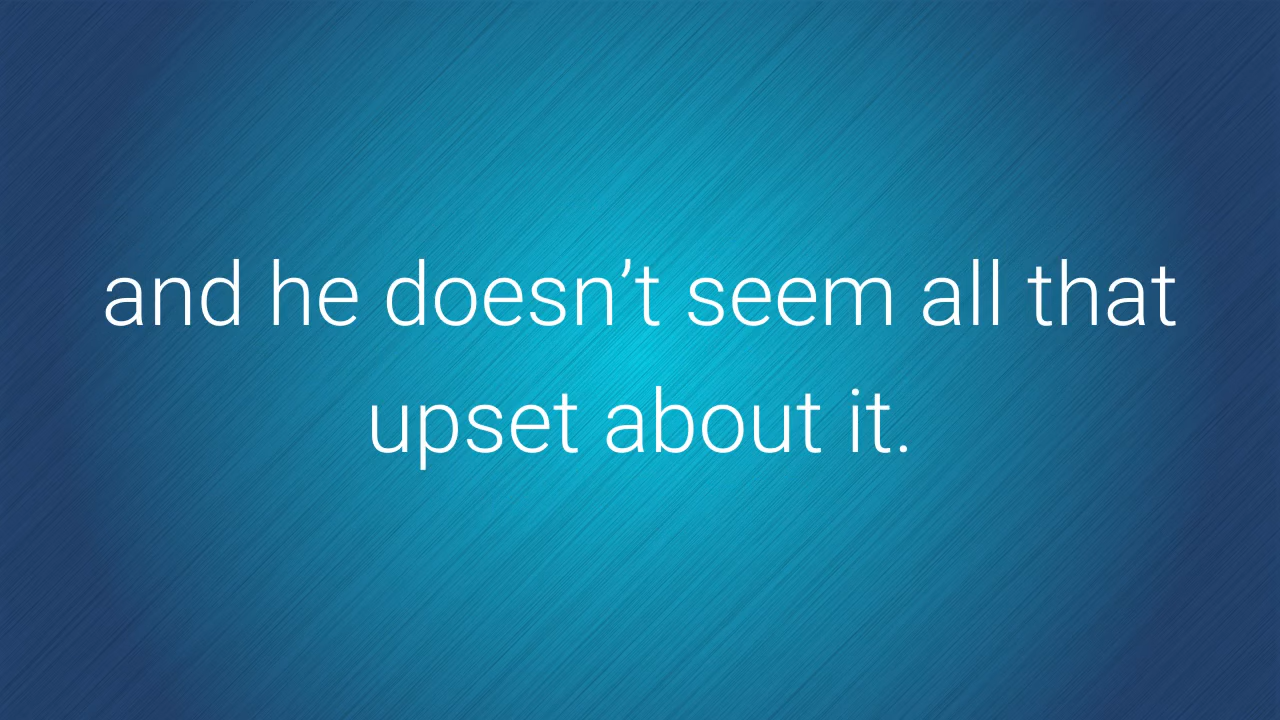 and he doesn’t seem all that
upset about it.